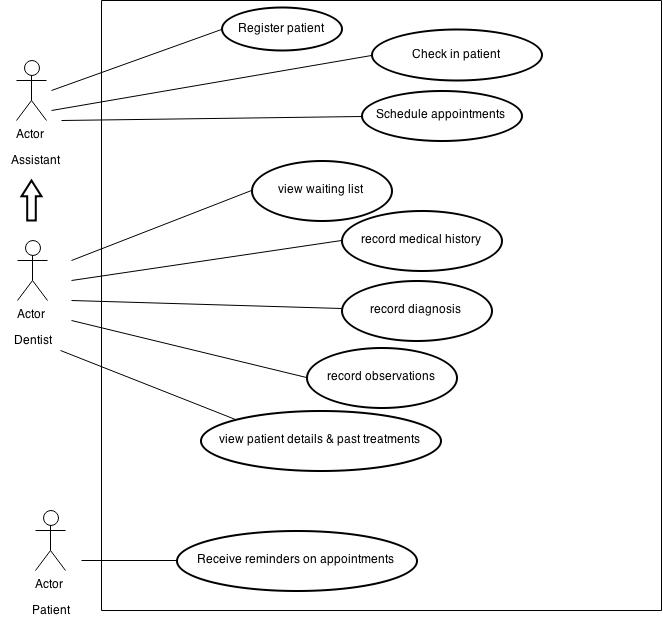 Register patient
Check in patient
Schedule appointments
Actor
Assistant
view waiting list
record medical history
record diagnosis
Actor
Dentist
record observations
view patient details & past treatments
Receive reminders on appointments
Actor
Patient